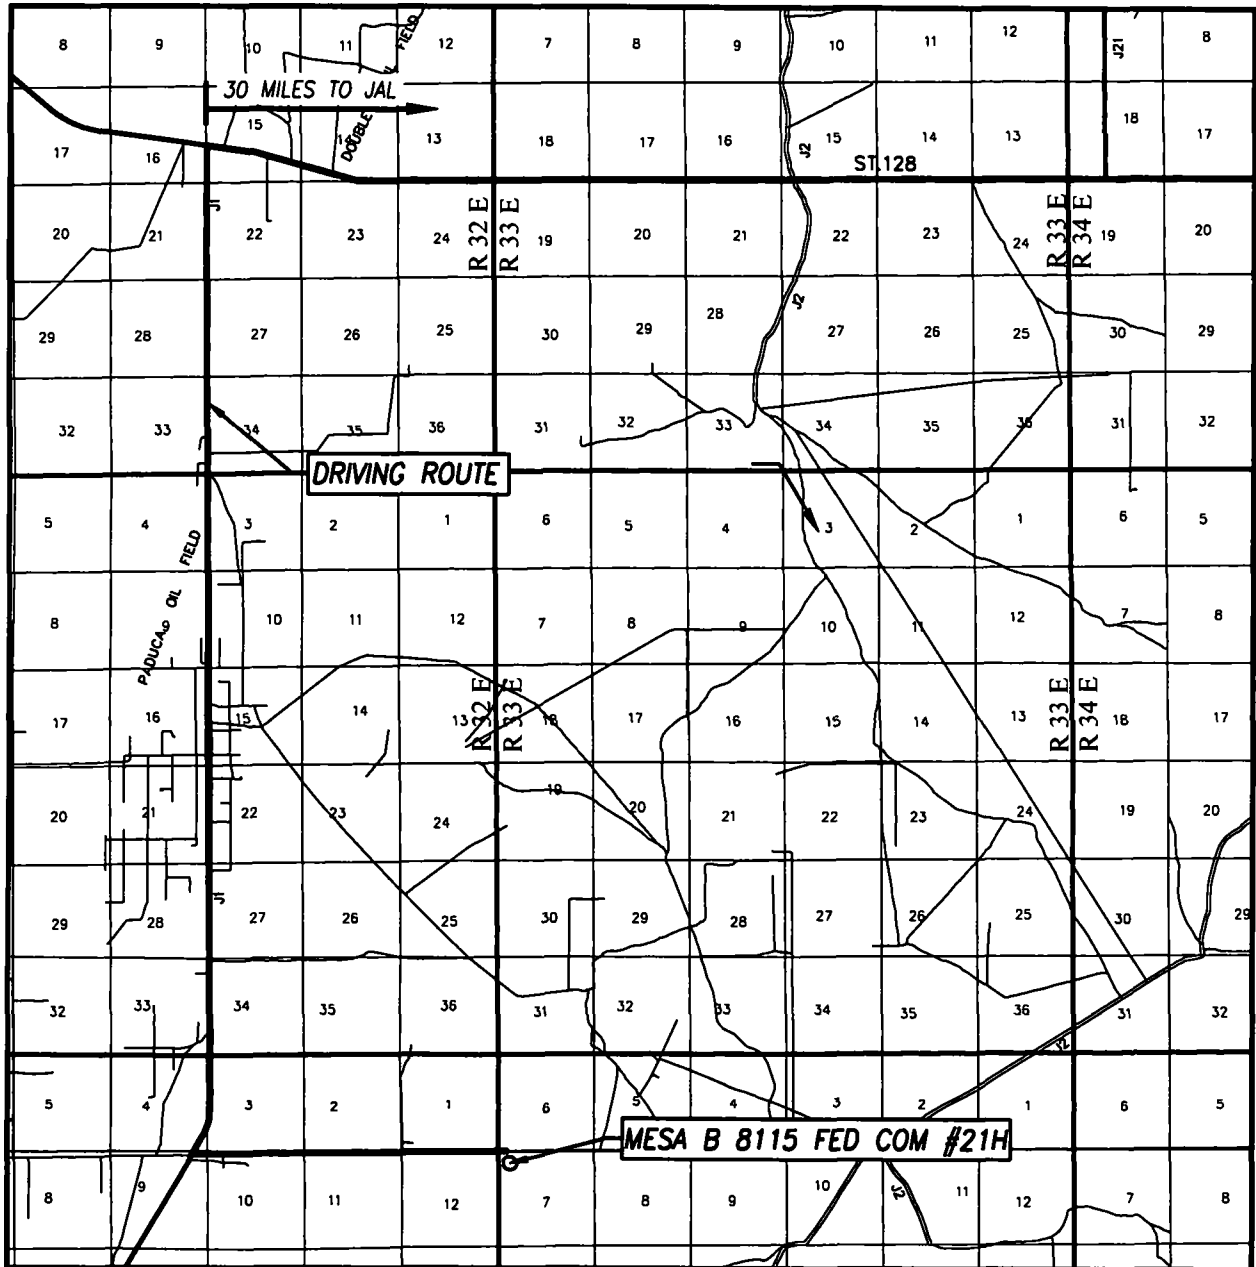 8 9 10 11 12 7 8 9 10 11 12 7 8
DOUBLE FIELD
J21
30 MILES TO JAL
15 13 18 17 16 15 14 13 18 17
17 16
J2
ST.128
20 21 22 23 24 19 20 21 22 23 24 19 20
J1
R 32 E
R 33 E
R 33 E
R 34 E
J2
29 28 27 26 25 30 29 28 27 26 25 30 29
32 33 34 35 36 31 32 33 34 35 36 31 32
DRIVING ROUTE
5 4 3 2 1 6 5 4 3 2 1 6 5
OIL FIELD
8 10 11 12 7 8 9 10 11 12 7 8
17 16 15 14 13 18 17 16 15 14 13 18 17
R 32 E
R 33 E
R 33 E
R 34 E
20 21 22 23 24 19 20 21 22 23 24 19 20
J1
29 28 27 26 25 30 29 28 27 26 25 30 29
32 33 34 35 36 31 32 33 34 35 36 31 32
J2
5 4 3 2 1 6 5 4 3 2 1 6 5
MESA B 8115 FED COM #21H
8 9 10 11 12 7 8 9 10 11 12 7 8
J2